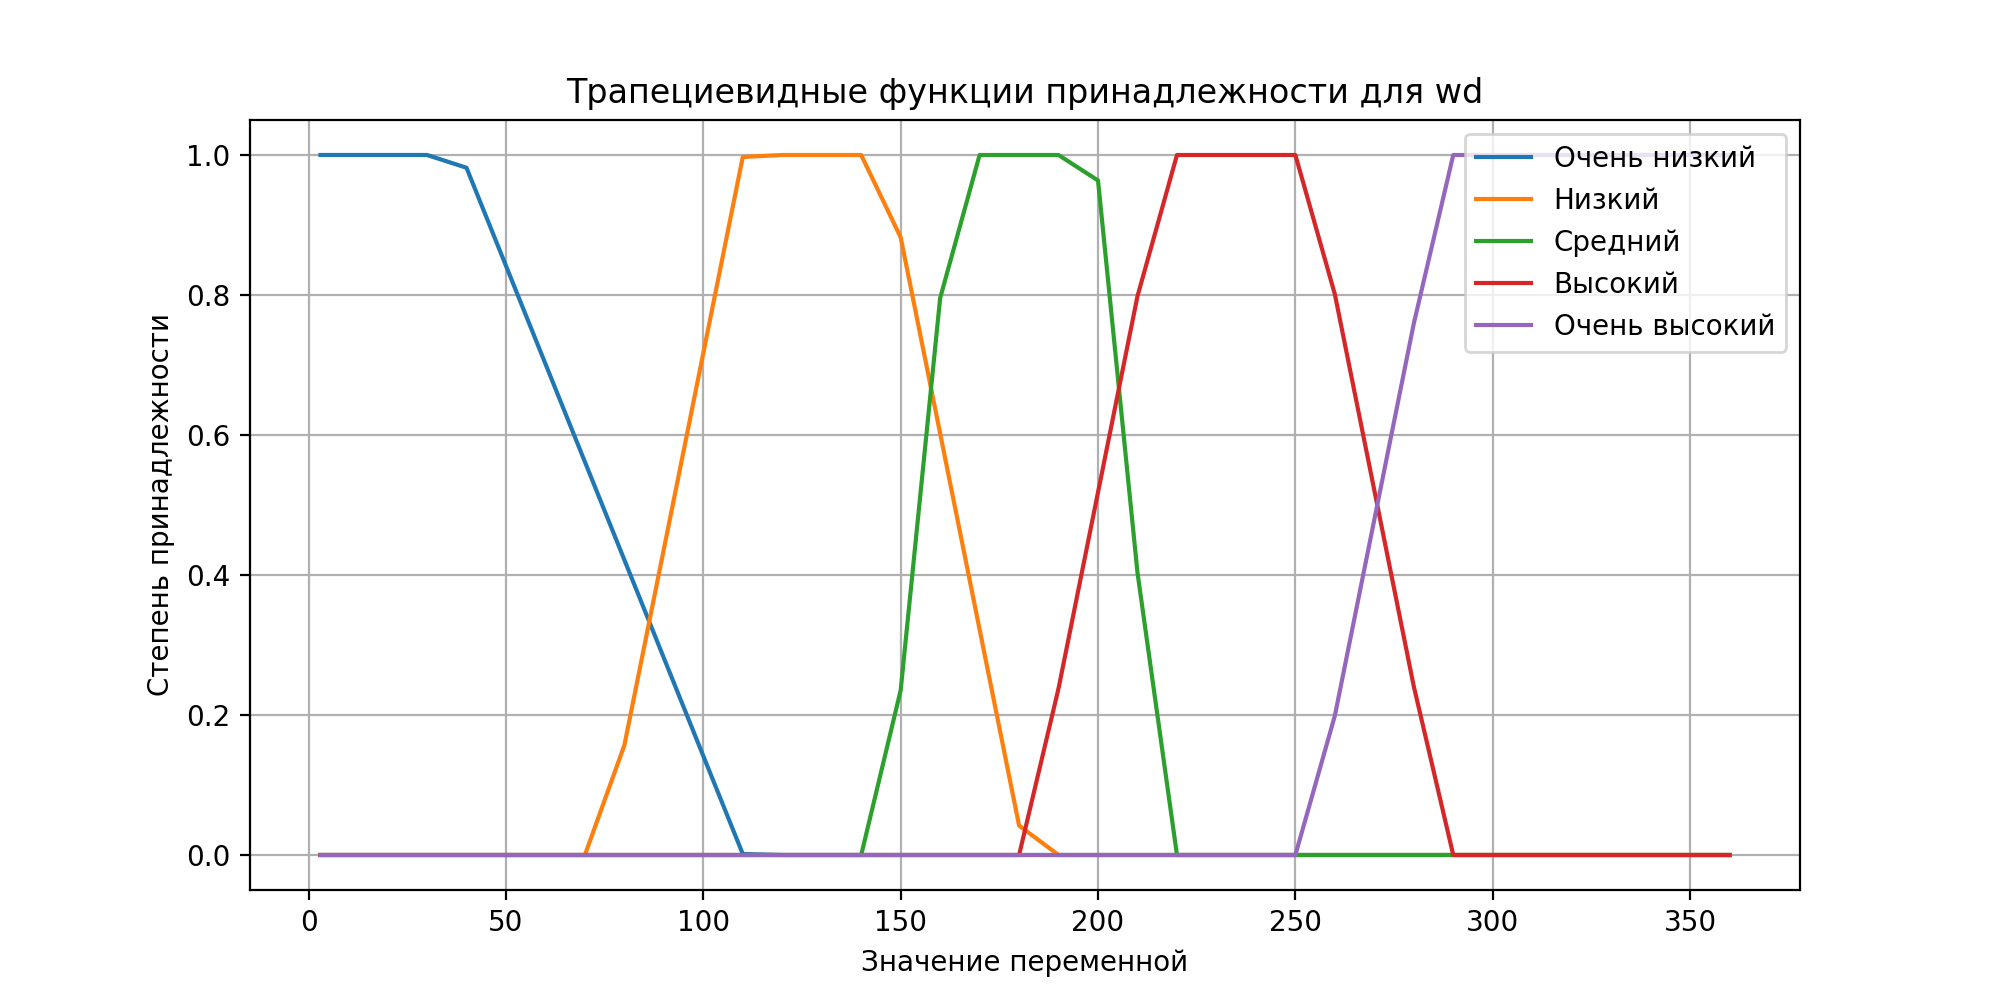 Трапециевидные функции принадлежности для wd
Степень принадлежности
1.0
0.8
0.6
0.4
0.2
0.0
Очень низкий
Низкий
Средний
Высокий
Очень высокий
0 50 100 150 200 250 300 350
Значение переменной